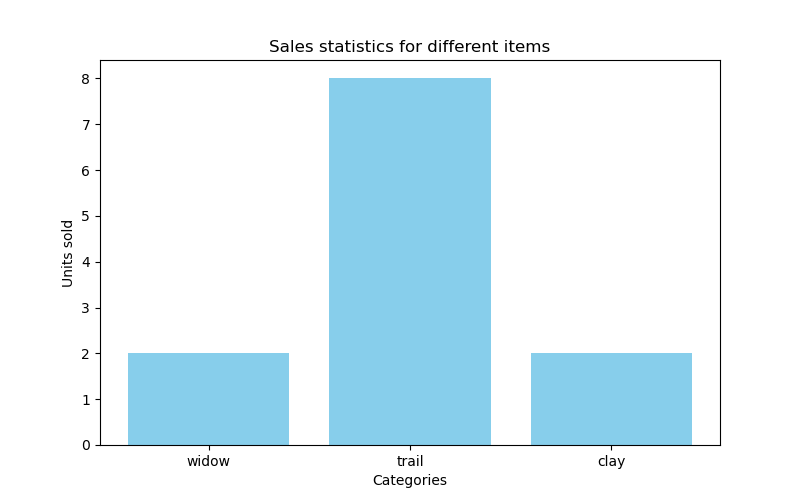 Sales statistics for different items
Units sold
8
7
6
5
4
3
2
1
0
widow
trail
clay
Categories